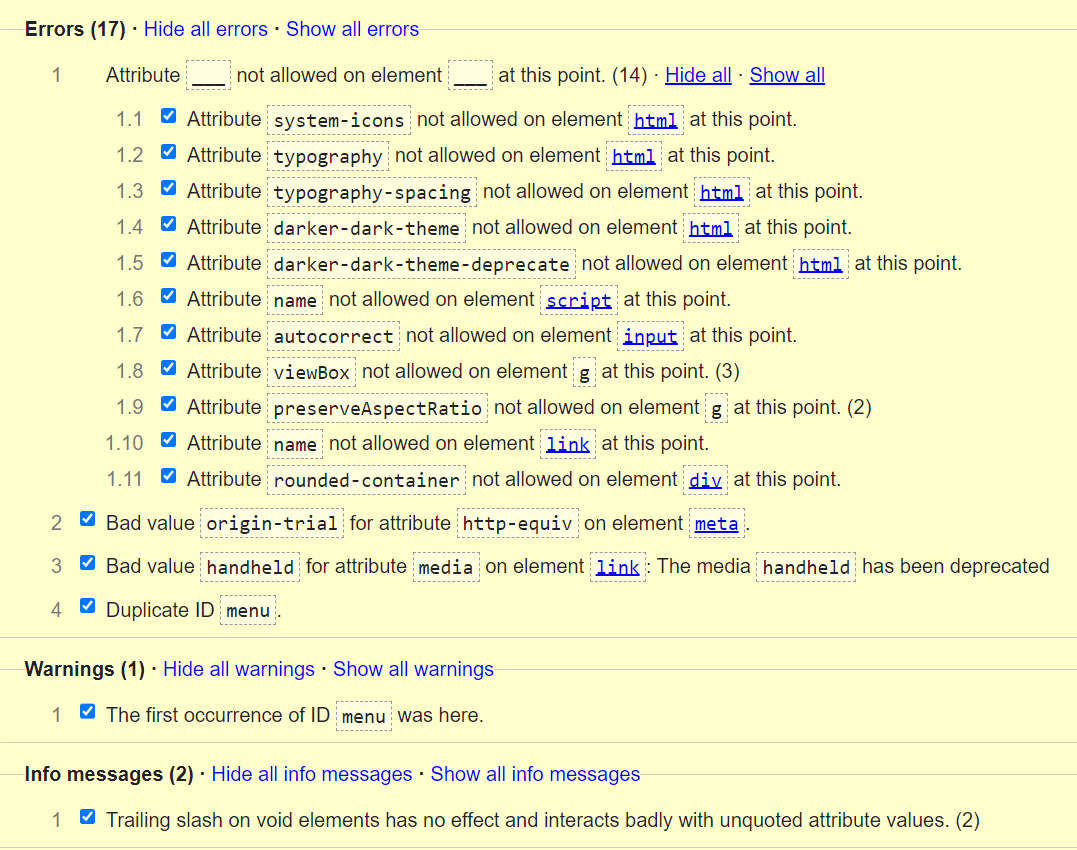 Errors (17) · Hide all errors · Show all errors
1 Attribute ___ not allowed on element ___ at this point. (14) · Hide all · Show all
1.1 Attribute system-icons not allowed on element html at this point.
1.2 Attribute typography not allowed on element html at this point.
1.3 Attribute typography-spacing not allowed on element html at this point.
1.4 Attribute darker-dark-theme not allowed on element html at this point.
1.5 Attribute darker-dark-theme-deprecate not allowed on element html at this point.
1.6 Attribute name not allowed on element script at this point.
1.7 Attribute autocorrect not allowed on element input at this point.
1.8 Attribute viewBox not allowed on element g at this point. (3)
1.9 Attribute preserveAspectRatio not allowed on element g at this point. (2)
1.10 Attribute name not allowed on element link at this point.
1.11 Attribute rounded-container not allowed on element div at this point.
2 Bad value origin-trial for attribute http-equiv on element meta.
3 Bad value handheld for attribute media on element link: The media handheld has been deprecated
4 Duplicate ID menu.
Warnings (1) · Hide all warnings · Show all warnings
1 The first occurrence of ID menu was here.
Info messages (2) · Hide all info messages · Show all info messages
1 Trailing slash on void elements has no effect and interacts badly with unquoted attribute values. (2)